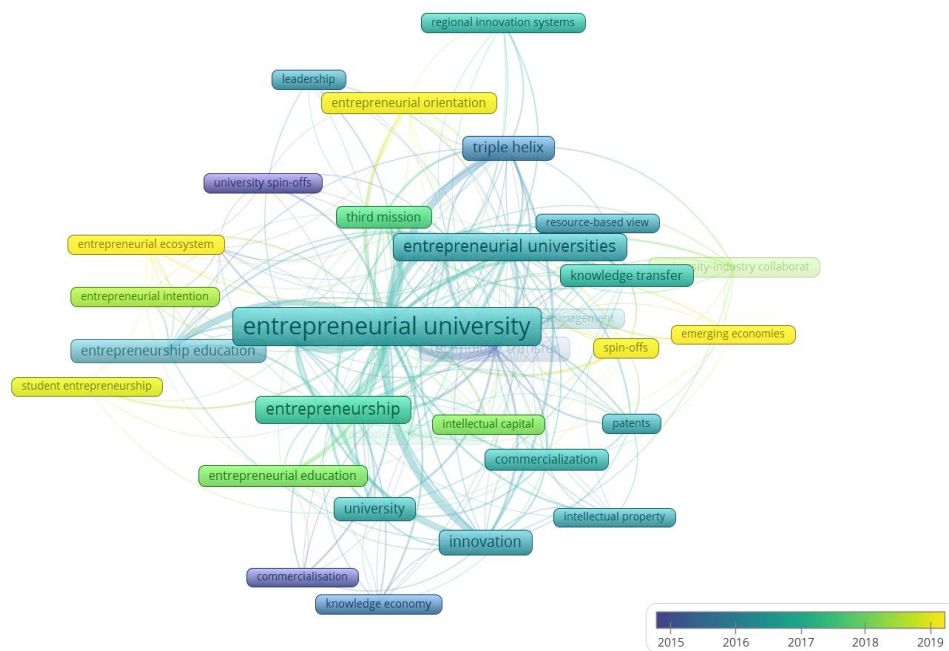 regional innovation systems
leadership
entrepreneurial orientation
triple helix
university spin-offs
third mission
resource-based view
entrepreneurial ecosystem
entrepreneurial universities
knowledge transfer
collaborat
entrepreneurial intention
entrepreneurial university
management
emerging economies
entrepreneurship education
spin-offs
student entrepreneurship
entrepreneurship
intellectual capital
patents
commercialization
entrepreneurial education
university
intellectual property
innovation
commercialisation
knowledge economy
2015 2016 2017 2018 2019